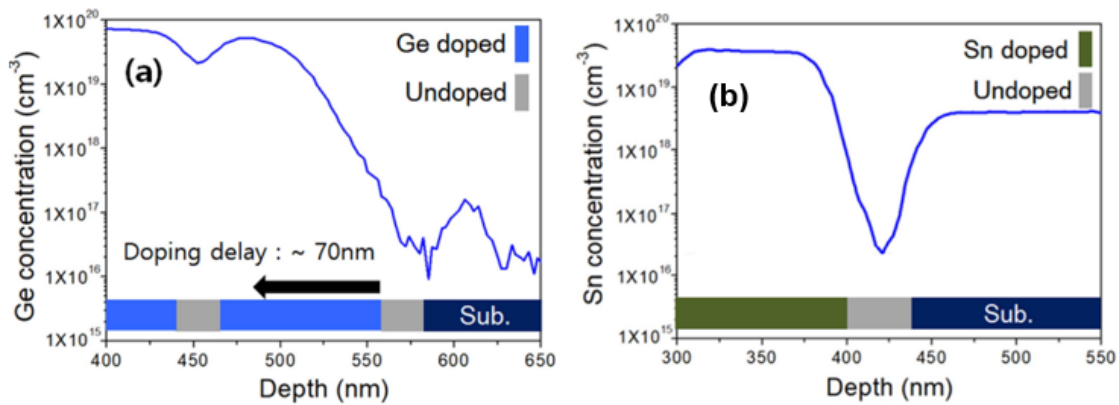 (a)
Ge doped
Undoped
Doping delay : ~ 70nm
Sub.
Ge concentration (cm⁻³)
1X10²⁰
1X10¹⁹
1X10¹⁸
1X10¹⁷
1X10¹⁶
1X10¹⁵
400 450 500 550 600 650
Depth (nm)
(b)
Sn doped
Undoped
Sub.
Sn concentration (cm⁻³)
1X10²⁰
1X10¹⁹
1X10¹⁸
1X10¹⁷
1X10¹⁶
1X10¹⁵
300 350 400 450 500 550
Depth (nm)